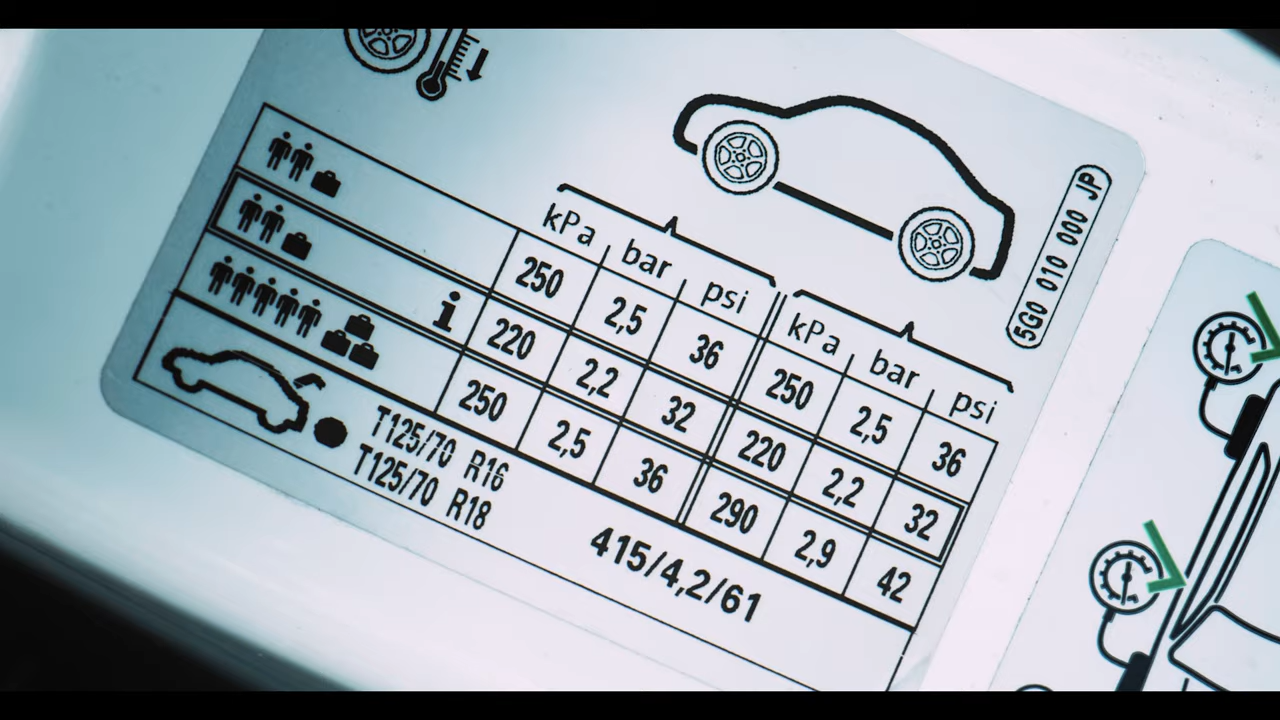 5G0 010 000 JP
kPa bar psi kPa bar psi
250 2,5 36 250 2,5 36
220 2,2 32 220 2,2 32
i
250 2,5 36 290 2,9 42
T125/70 R16
T125/70 R18
415/4,2/61